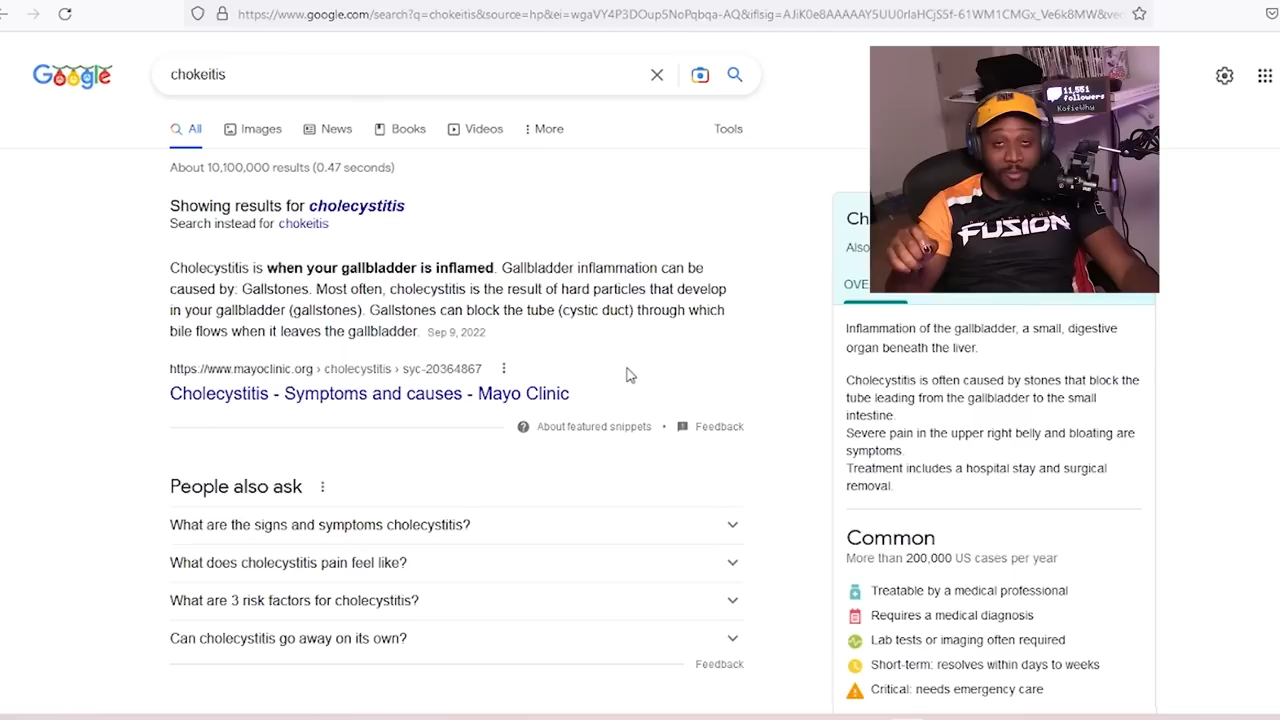 https://www.google.com/search?q=chokeitis&source=hp&ei=wgaVY4P3DOup5NoPqbqa-AQ&iflsig=AJiK0e8AAAAAY5UU0rIaHCjS5f-61WM1CMGx_Ve6k8MW&ve
Google
chokeitis
All
Images
News
Books
Videos
More
Tools
About 10,100,000 results (0.47 seconds)
Showing results for cholecystitis
Search instead for chokeitis
Cholecystitis is when your gallbladder is inflamed. Gallbladder inflammation can be
caused by: Gallstones. Most often, cholecystitis is the result of hard particles that develop
in your gallbladder (gallstones). Gallstones can block the tube (cystic duct) through which
bile flows when it leaves the gallbladder. Sep 9, 2022
https://www.mayoclinic.org › cholecystitis › syc-20364867
Cholecystitis - Symptoms and causes - Mayo Clinic
About featured snippets • Feedback
People also ask
What are the signs and symptoms cholecystitis?
What does cholecystitis pain feel like?
What are 3 risk factors for cholecystitis?
Can cholecystitis go away on its own?
Feedback
11,551
followers
KofieWhy
FUSION
Ch
Also
OVE
Inflammation of the gallbladder, a small, digestive
organ beneath the liver.
Cholecystitis is often caused by stones that block the
tube leading from the gallbladder to the small
intestine.
Severe pain in the upper right belly and bloating are
symptoms.
Treatment includes a hospital stay and surgical
removal.
Common
More than 200,000 US cases per year
Treatable by a medical professional
Requires a medical diagnosis
Lab tests or imaging often required
Short-term: resolves within days to weeks
Critical: needs emergency care